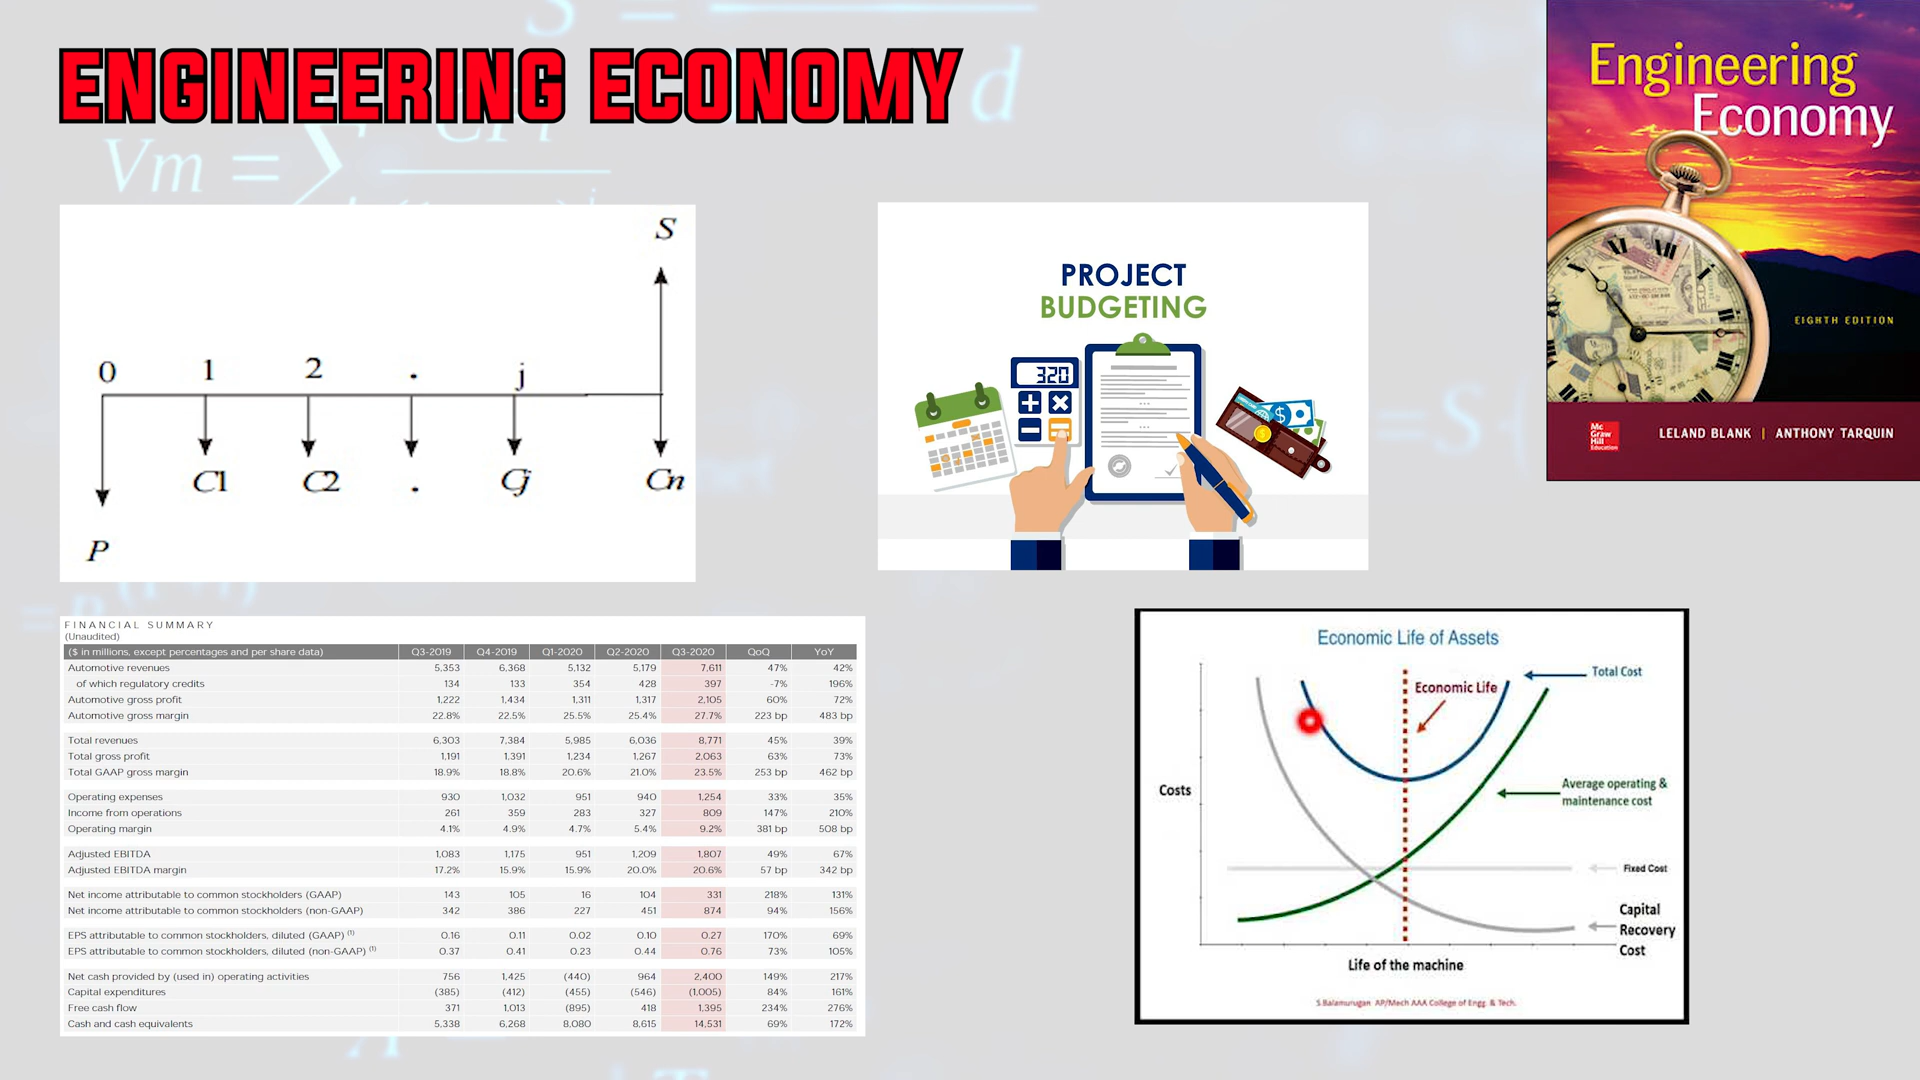 ENGINEERING ECONOMY
S =
d
Vm = ∑
S
0 1 2 . j
C1 C2 . Cj Cn
P
PROJECT
BUDGETING
320
Engineering
Economy
EIGHTH EDITION
Mc
Graw
Hill
Education
LELAND BLANK | ANTHONY TARQUIN
FINANCIAL SUMMARY
(Unaudited)
($ in millions, except percentages and per share data) Q3-2019 Q4-2019 Q1-2020 Q2-2020 Q3-2020 QoQ YoY
Automotive revenues 5,353 6,368 5,132 5,179 7,611 47% 42%
of which regulatory credits 134 133 354 428 397 -7% 196%
Automotive gross profit 1,222 1,434 1,311 1,317 2,105 60% 72%
Automotive gross margin 22.8% 22.5% 25.5% 25.4% 27.7% 223 bp 483 bp
Total revenues 6,303 7,384 5,985 6,036 8,771 45% 39%
Total gross profit 1,191 1,391 1,234 1,267 2,063 63% 73%
Total GAAP gross margin 18.9% 18.8% 20.6% 21.0% 23.5% 253 bp 462 bp
Operating expenses 930 1,032 951 940 1,254 33% 35%
Income from operations 261 359 283 327 809 147% 210%
Operating margin 4.1% 4.9% 4.7% 5.4% 9.2% 381 bp 508 bp
Adjusted EBITDA 1,083 1,175 951 1,209 1,807 49% 67%
Adjusted EBITDA margin 17.2% 15.9% 15.9% 20.0% 20.6% 57 bp 342 bp
Net income attributable to common stockholders (GAAP) 143 105 16 104 331 218% 131%
Net income attributable to common stockholders (non-GAAP) 342 386 227 451 874 94% 156%
EPS attributable to common stockholders, diluted (GAAP) (1) 0.16 0.11 0.02 0.10 0.27 170% 69%
EPS attributable to common stockholders, diluted (non-GAAP) (1) 0.37 0.41 0.23 0.44 0.76 73% 105%
Net cash provided by (used in) operating activities 756 1,425 (440) 964 2,400 149% 217%
Capital expenditures (385) (412) (455) (546) (1,005) 84% 161%
Free cash flow 371 1,013 (895) 418 1,395 234% 276%
Cash and cash equivalents 5,338 6,268 8,080 8,615 14,531 69% 172%
Economic Life of Assets
Total Cost
Economic Life
Average operating &
maintenance cost
Costs
Fixed Cost
Capital
Recovery
Cost
Life of the machine
S.Balamurugan AP/Mech AAA College of Engg. & Tech.